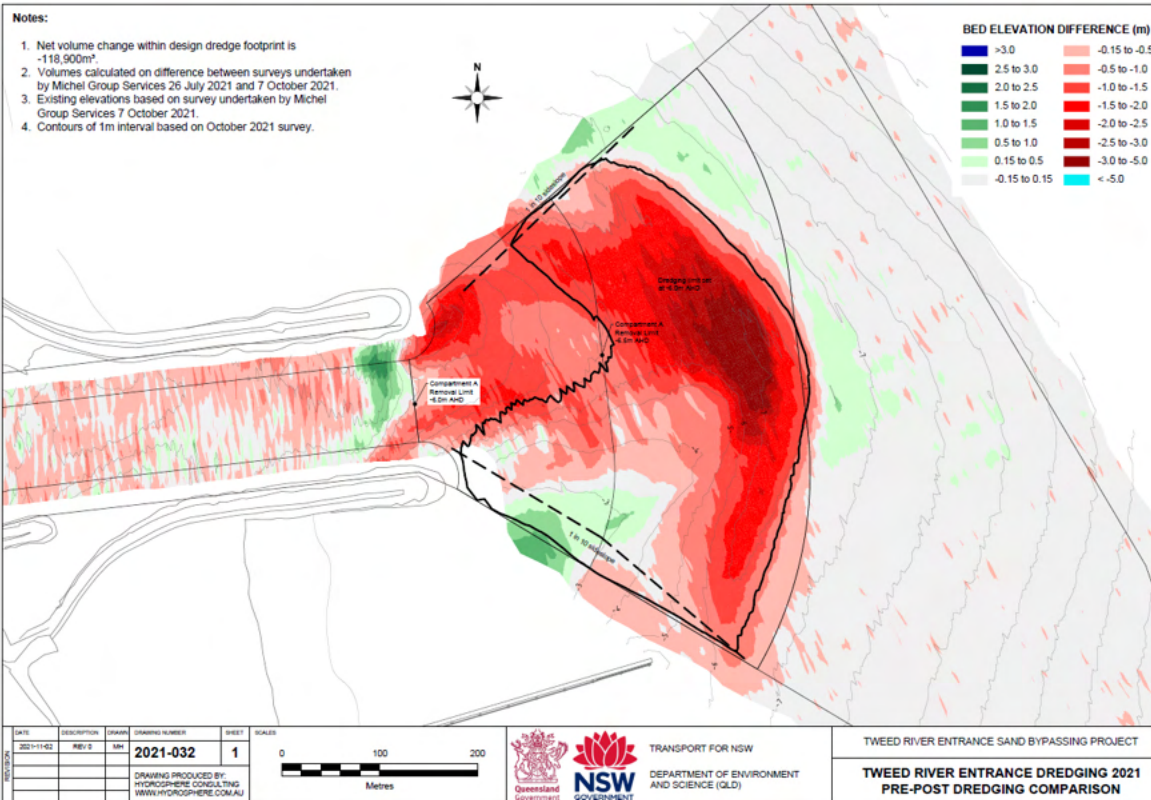 Notes:
1. Net volume change within design dredge footprint is
-118,900m³.
2. Volumes calculated on difference between surveys undertaken
by Michel Group Services 26 July 2021 and 7 October 2021.
3. Existing elevations based on survey undertaken by Michel
Group Services 7 October 2021.
4. Contours of 1m interval based on October 2021 survey.
N
BED ELEVATION DIFFERENCE (m)
>3.0
2.5 to 3.0
2.0 to 2.5
1.5 to 2.0
1.0 to 1.5
0.5 to 1.0
0.15 to 0.5
-0.15 to 0.15
-0.15 to -0.5
-0.5 to -1.0
-1.0 to -1.5
-1.5 to -2.0
-2.0 to -2.5
-2.5 to -3.0
-3.0 to -5.0
< -5.0
1 in 10 sideslope
Dredging limit
AHD
Compartment A
Removal Limit
AHD
Compartment A
Removal Limit
-6.0m AHD
1 in 10 sideslope
REVISION
DATE
DESCRIPTION
DRAWN
2021-11-02
REV 0
MH
DRAWING NUMBER
SHEET
2021-032
1
DRAWING PRODUCED BY:
HYDROSPHERE CONSULTING
WWW.HYDROSPHERE.COM.AU
SCALES
0
100
200
Metres
Queensland
Government
NSW
GOVERNMENT
TRANSPORT FOR NSW
DEPARTMENT OF ENVIRONMENT
AND SCIENCE (QLD)
TWEED RIVER ENTRANCE SAND BYPASSING PROJECT
TWEED RIVER ENTRANCE DREDGING 2021
PRE-POST DREDGING COMPARISON